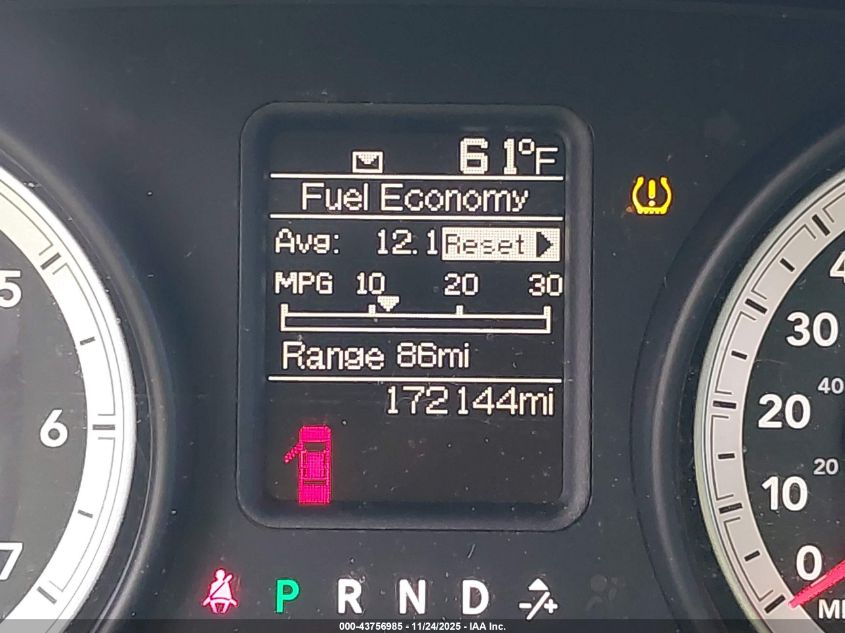 61°F
Fuel Economy
Avg: 12.1 Reset
MPG 10 20 30
Range 86mi
172144mi
5
6
7
4
30
40
20
20
10
0
P R N D -/+
000-43756985 - 11/24/2025 - IAA Inc.